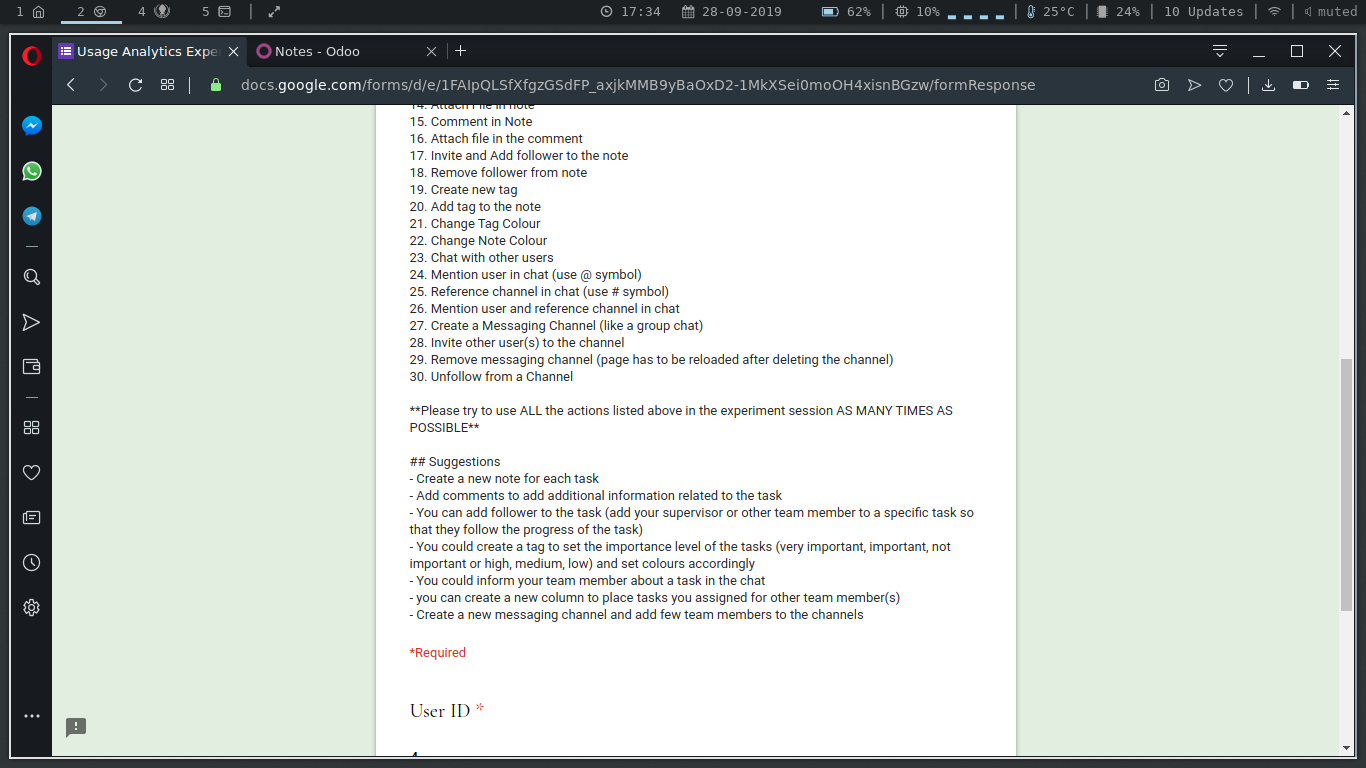 1 2 4 5 17:34 28-09-2019 62% 10% 25°C 24% 10 Updates muted
Usage Analytics Expe Notes - Odoo
docs.google.com/forms/d/e/1FAIpQLSfXfgzGSdFP_axjkMMB9yBaOxD2-1MkXSei0moOH4xisnBGzw/formResponse
14. Attach File in note
15. Comment in Note
16. Attach file in the comment
17. Invite and Add follower to the note
18. Remove follower from note
19. Create new tag
20. Add tag to the note
21. Change Tag Colour
22. Change Note Colour
23. Chat with other users
24. Mention user in chat (use @ symbol)
25. Reference channel in chat (use # symbol)
26. Mention user and reference channel in chat
27. Create a Messaging Channel (like a group chat)
28. Invite other user(s) to the channel
29. Remove messaging channel (page has to be reloaded after deleting the channel)
30. Unfollow from a Channel
**Please try to use ALL the actions listed above in the experiment session AS MANY TIMES AS
POSSIBLE**
## Suggestions
- Create a new note for each task
- Add comments to add additional information related to the task
- You can add follower to the task (add your supervisor or other team member to a specific task so
that they follow the progress of the task)
- You could create a tag to set the importance level of the tasks (very important, important, not
important or high, medium, low) and set colours accordingly
- You could inform your team member about a task in the chat
- you can create a new column to place tasks you assigned for other team member(s)
- Create a new messaging channel and add few team members to the channels
*Required
User ID *